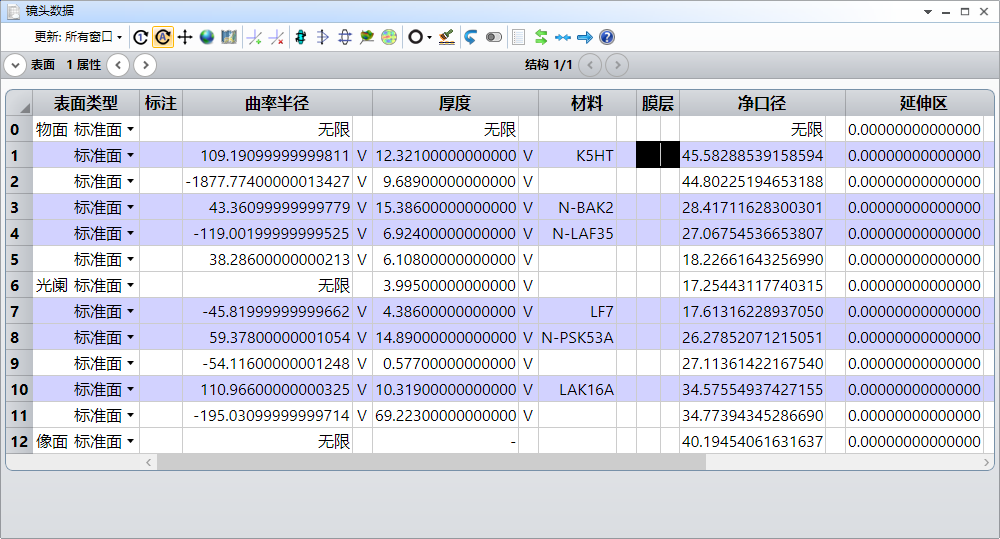 镜头数据
更新: 所有窗口
表面 1 属性 结构 1/1
表面类型 标注 曲率半径 厚度 材料 膜层 净口径 延伸区
0 物面 标准面 无限 无限 无限 0.00000000000000
1 标准面 109.19099999999811 V 12.32100000000000 V K5HT 45.58288539158594 0.00000000000000
2 标准面 -1877.77400000013427 V 9.68900000000000 V 44.80225194653188 0.00000000000000
3 标准面 43.36099999999779 V 15.38600000000000 V N-BAK2 28.41711628300301 0.00000000000000
4 标准面 -119.00199999999525 V 6.92400000000000 V N-LAF35 27.06754536653807 0.00000000000000
5 标准面 38.28600000000213 V 6.10800000000000 V 18.22661643256990 0.00000000000000
6 光阑 标准面 无限 3.99500000000000 V 17.25443117740315 0.00000000000000
7 标准面 -45.81999999999662 V 4.38600000000000 V LF7 17.61316228937050 0.00000000000000
8 标准面 59.37800000001054 V 14.89000000000000 V N-PSK53A 26.27852071215051 0.00000000000000
9 标准面 -54.11600000001248 V 0.57700000000000 V 27.11361422167540 0.00000000000000
10 标准面 110.96600000000325 V 10.31900000000000 V LAK16A 34.57554937427155 0.00000000000000
11 标准面 -195.03099999999714 V 69.22300000000000 V 34.77394345286690 0.00000000000000
12 像面 标准面 无限 - 40.19454061631637 0.00000000000000